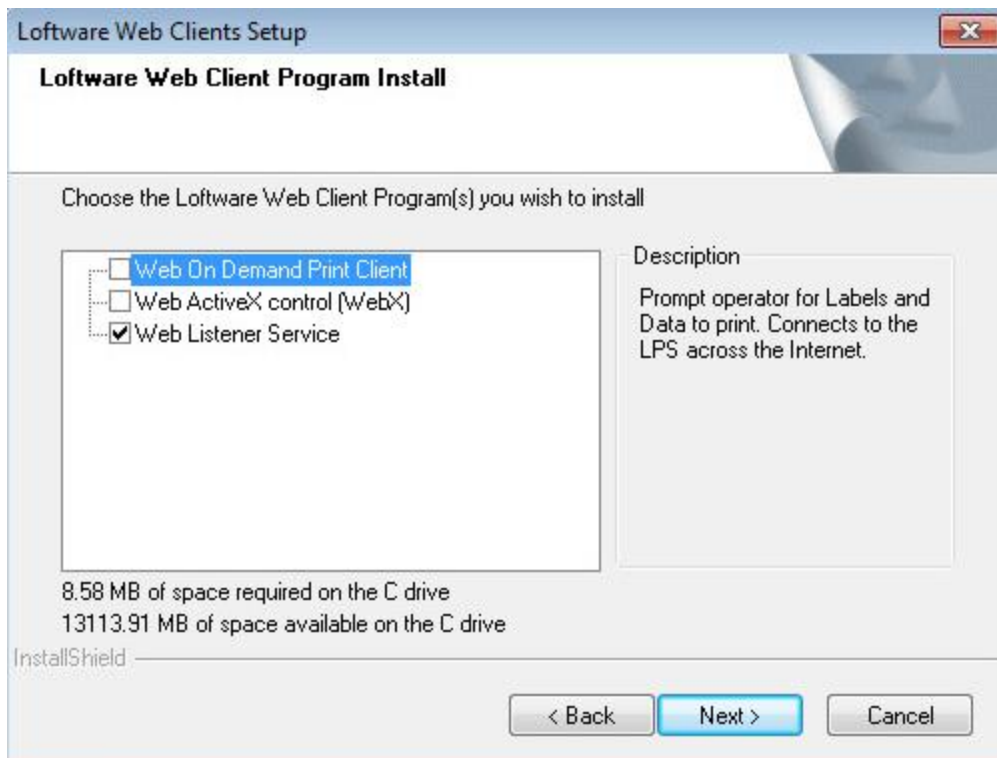 Loftware Web Clients Setup
Loftware Web Client Program Install
Choose the Loftware Web Client Program(s) you wish to install
Web On Demand Print Client
Web ActiveX control (WebX)
Web Listener Service
Description
Prompt operator for Labels and
Data to print. Connects to the
LPS across the Internet.
8.58 MB of space required on the C drive
13113.91 MB of space available on the C drive
InstallShield
< Back
Next >
Cancel